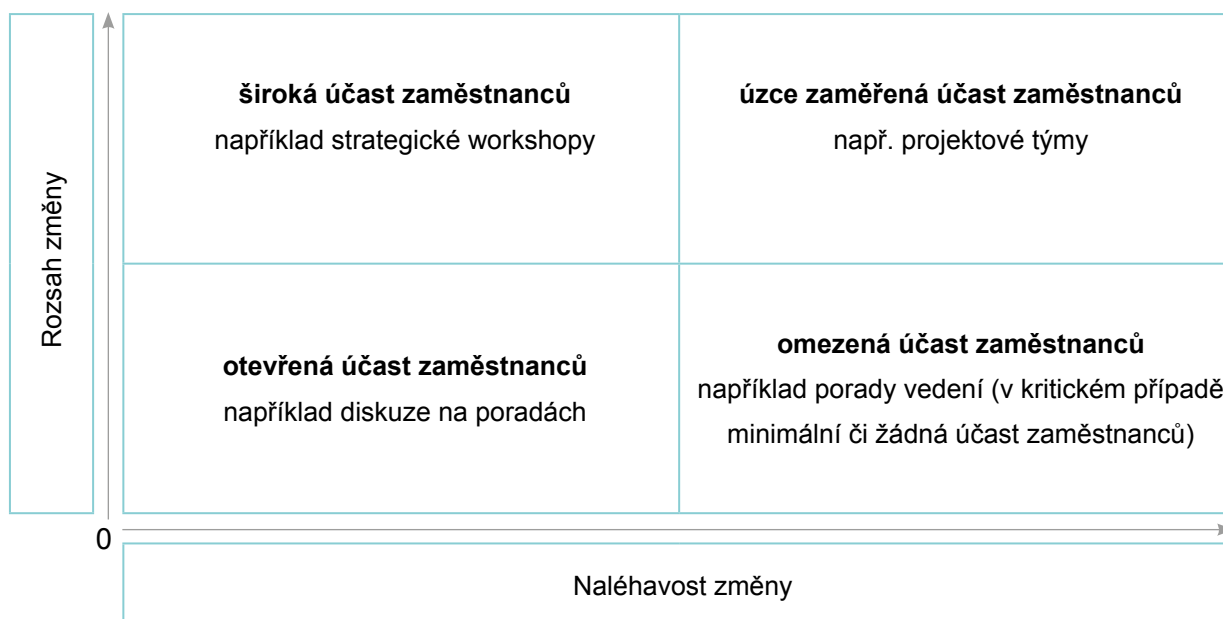 Rozsah změny
široká účast zaměstnanců
například strategické workshopy
úzce zaměřená účast zaměstnanců
např. projektové týmy
otevřená účast zaměstnanců
například diskuze na poradách
omezená účast zaměstnanců
například porady vedení (v kritickém případě
minimální či žádná účast zaměstnanců)
0
Naléhavost změny